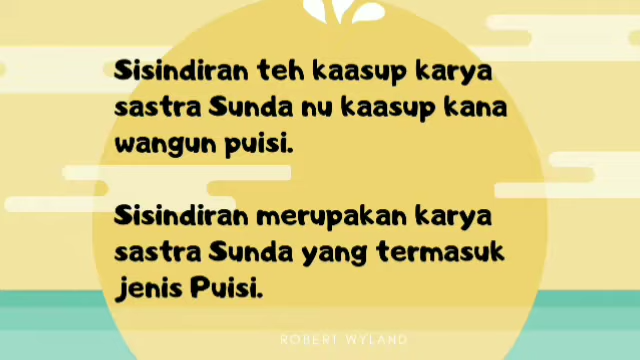 Sisindiran teh kaasup karya
sastra Sunda nu kaasup kana
wangun puisi.
Sisindiran merupakan karya
sastra Sunda yang termasuk
jenis Puisi.
ROBERT WYLAND